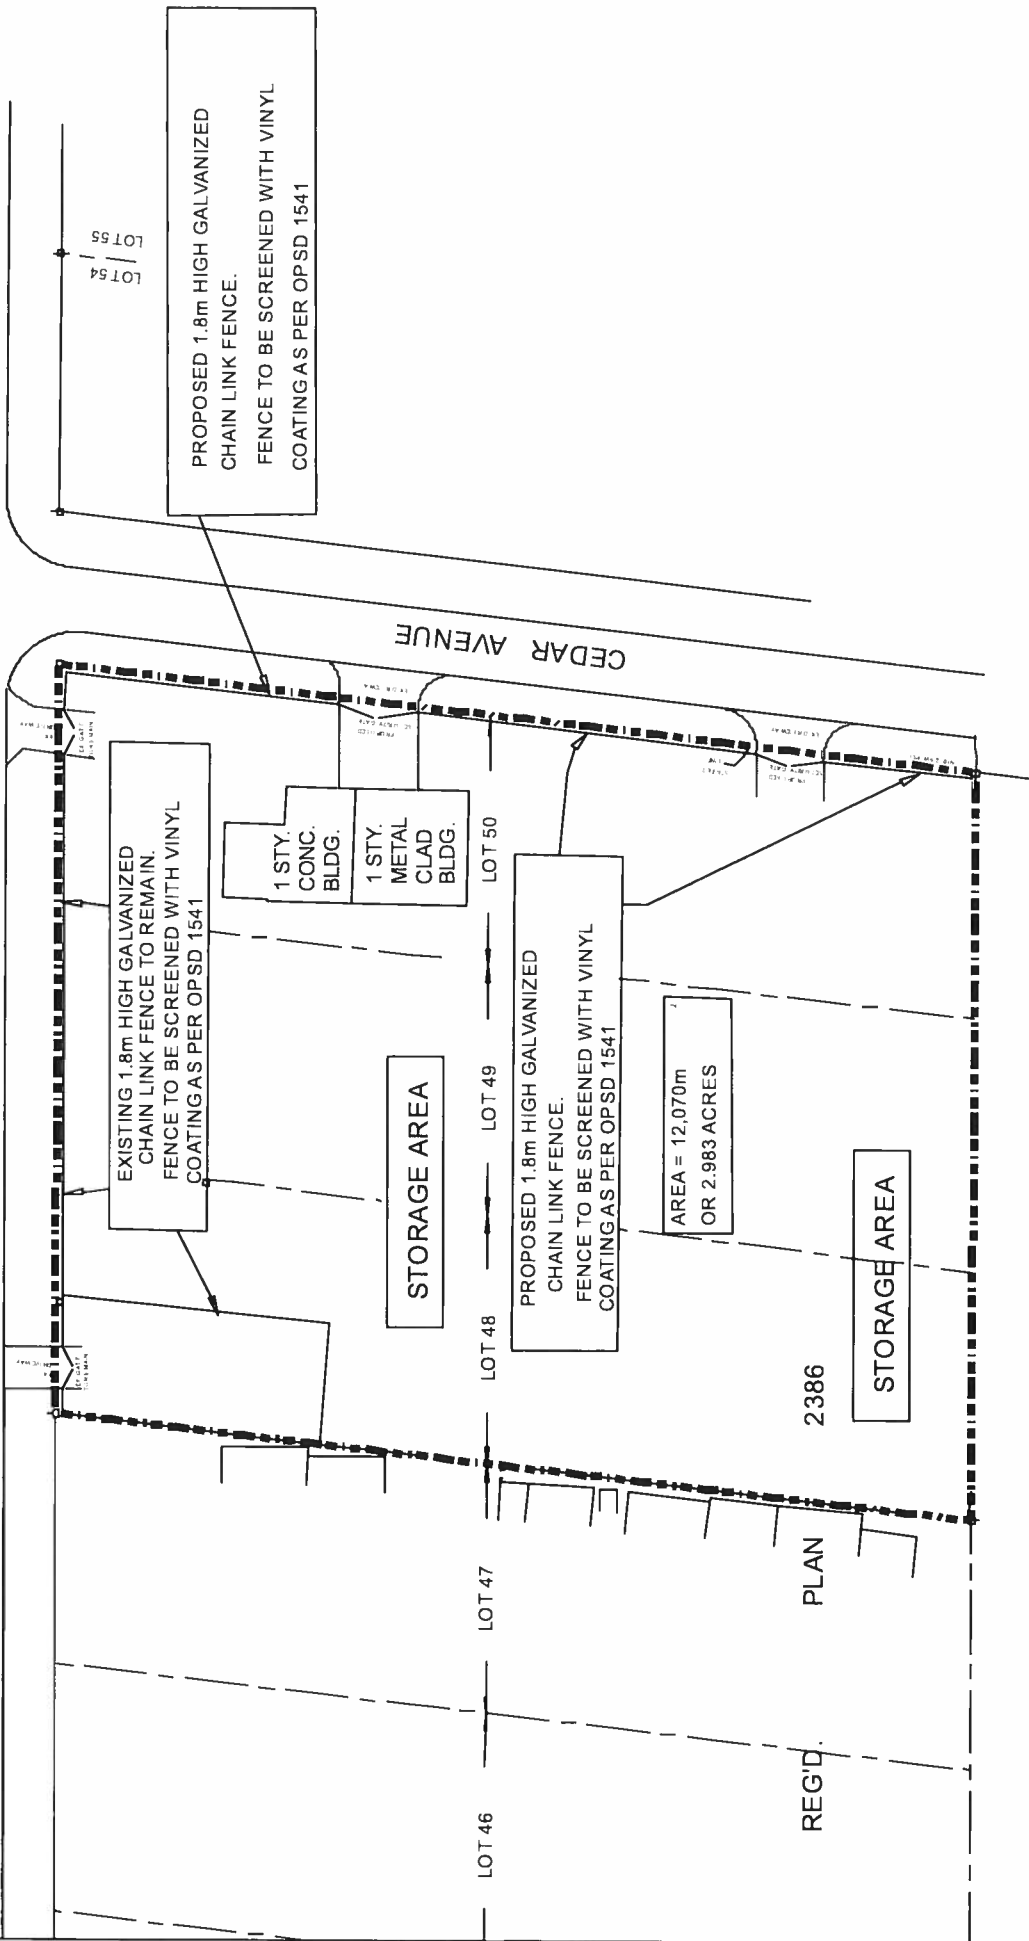 PROPOSED 1.8m HIGH GALVANIZED
CHAIN LINK FENCE.
FENCE TO BE SCREENED WITH VINYL
COATING AS PER OPSD 1541
LOT 54
LOT 55
CEDAR AVENUE
EXISTING 1.8m HIGH GALVANIZED
CHAIN LINK FENCE TO REMAIN.
FENCE TO BE SCREENED WITH VINYL
COATING AS PER OPSD 1541
1 STY.
CONC.
BLDG.
1 STY.
METAL
CLAD
BLDG.
STORAGE AREA
LOT 46
LOT 47
LOT 48
LOT 49
LOT 50
PROPOSED 1.8m HIGH GALVANIZED
CHAIN LINK FENCE.
FENCE TO BE SCREENED WITH VINYL
COATING AS PER OPSD 1541
AREA = 12,070m
OR 2.983 ACRES
REG'D. PLAN 2386
STORAGE AREA